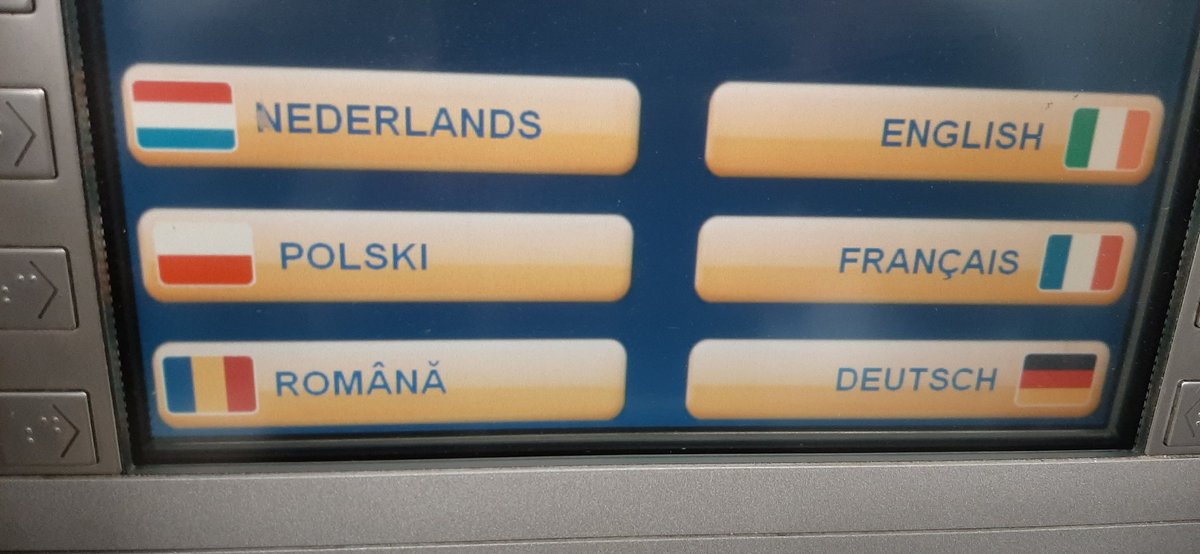 NEDERLANDS
ENGLISH
POLSKI
FRANÇAIS
ROMÂNĂ
DEUTSCH